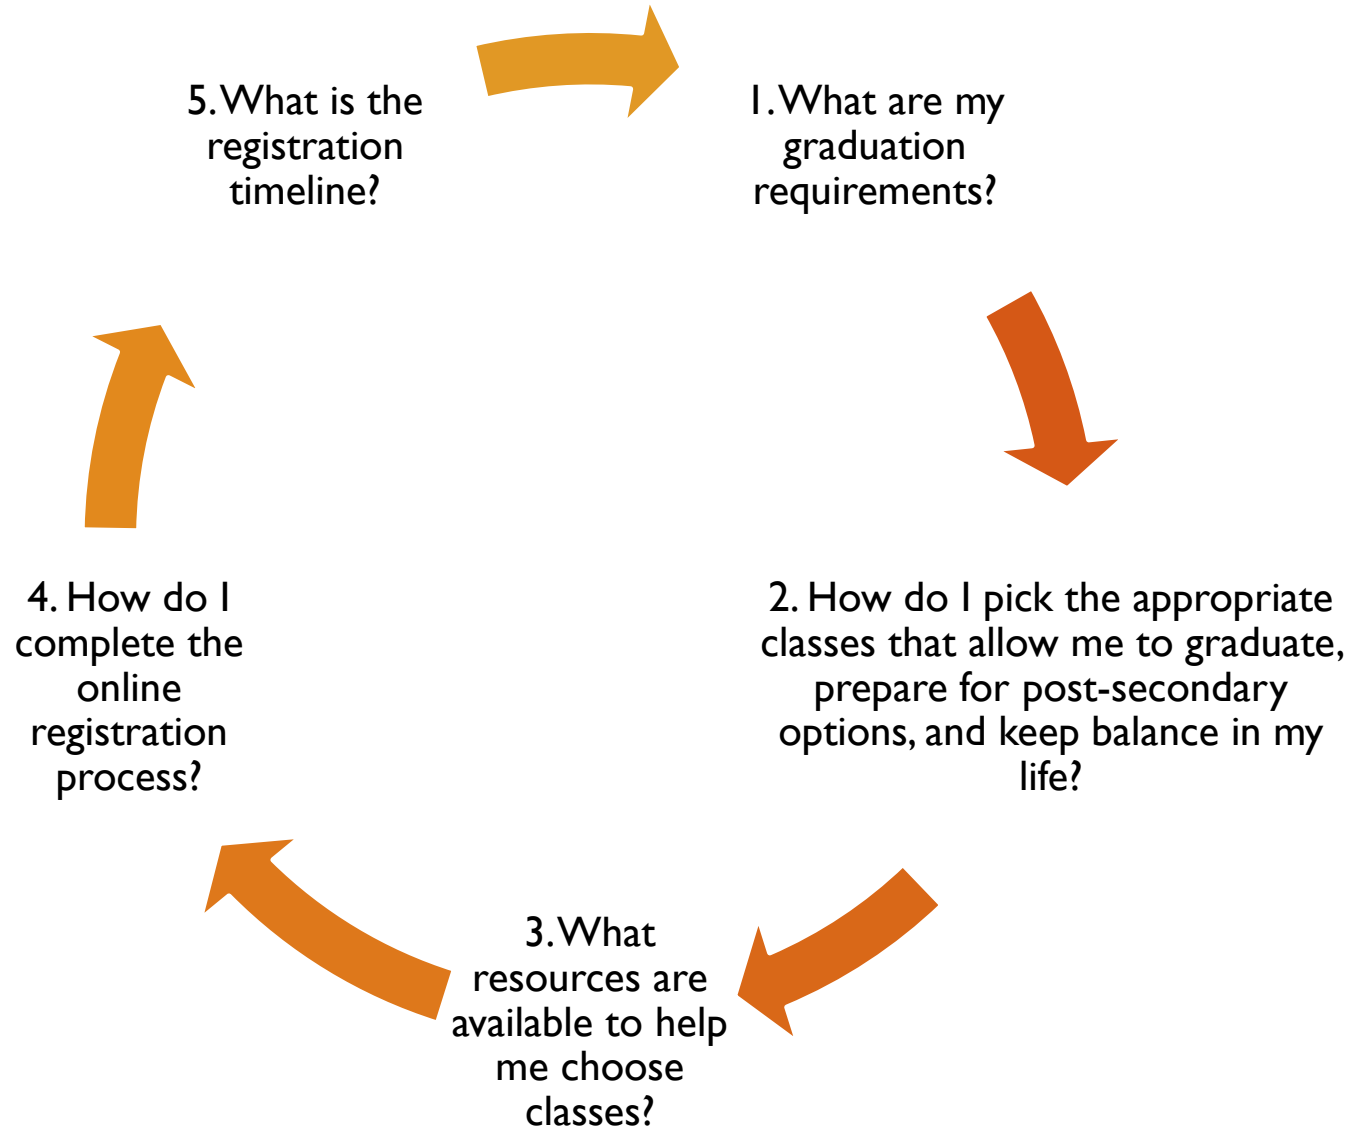 1. What are my
graduation
requirements?
2. How do I pick the appropriate
classes that allow me to graduate,
prepare for post-secondary
options, and keep balance in my
life?
3. What
resources are
available to help
me choose
classes?
4. How do I
complete the
online
registration
process?
5. What is the
registration
timeline?